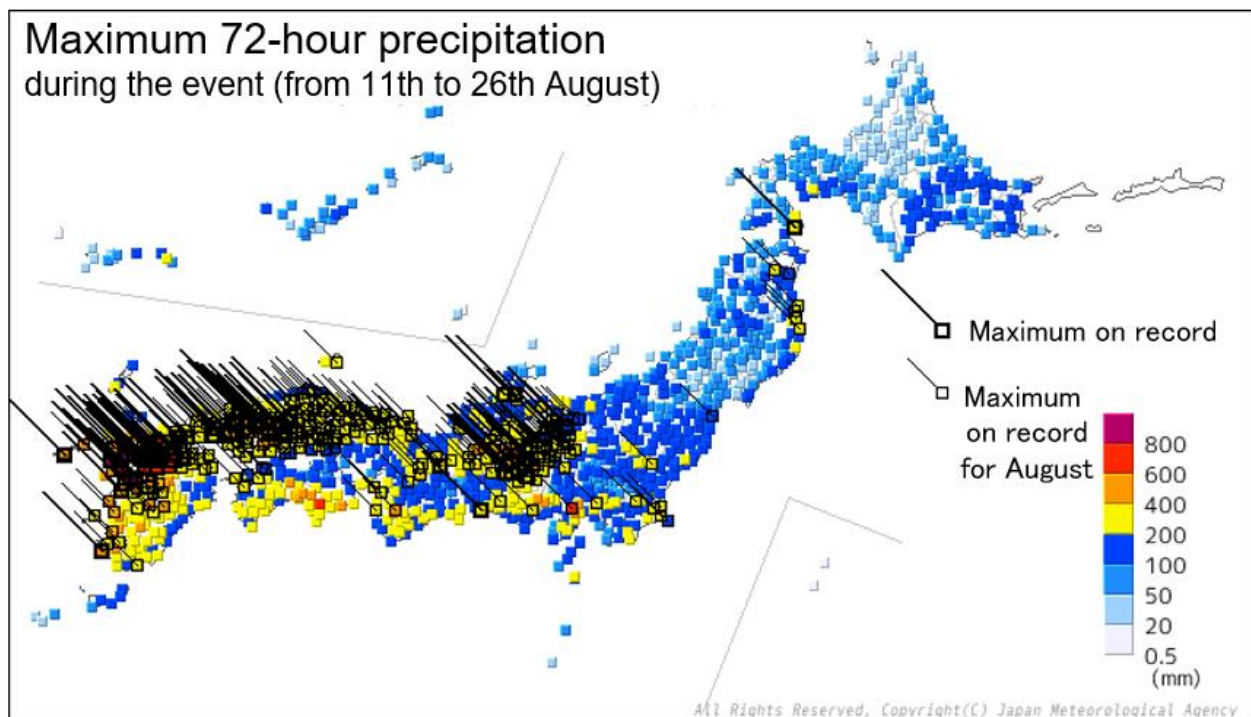 Maximum 72-hour precipitation
during the event (from 11th to 26th August)
Maximum on record
Maximum
on record
for August
800
600
400
200
100
50
20
0.5
(mm)
All Rights Reserved, Copyright(C) Japan Meteorological Agency